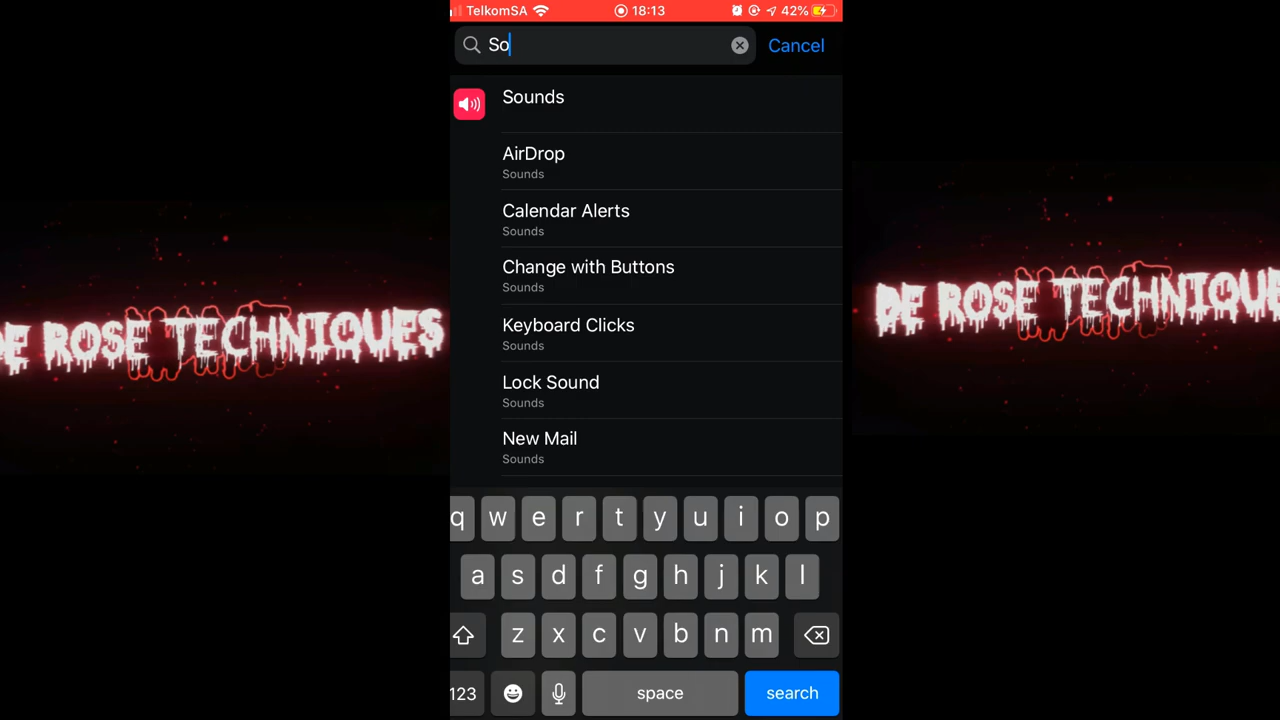 TelkomSA 18:13 42%
So Cancel
Sounds
AirDrop
Sounds
Calendar Alerts
Sounds
Change with Buttons
Sounds
Keyboard Clicks
Sounds
Lock Sound
Sounds
New Mail
Sounds
q w e r t y u i o p
a s d f g h j k l
z x c v b n m
123 space search
DE ROSE TECHNIQUES
DE ROSE TECHNIQUE